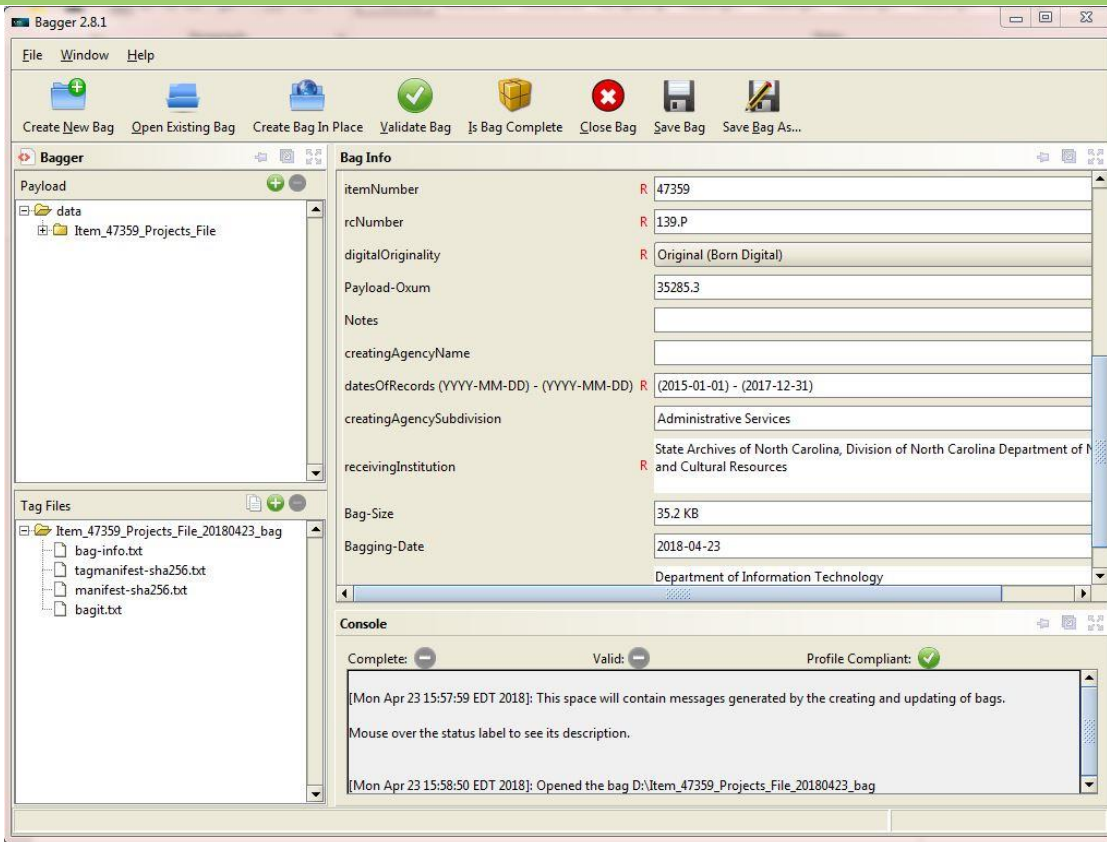 Bagger 2.8.1
File Window Help
Create New Bag Open Existing Bag Create Bag In Place Validate Bag Is Bag Complete Close Bag Save Bag Save Bag As...
Bagger
Payload
data
Item_47359_Projects_File
Tag Files
Item_47359_Projects_File_20180423_bag
bag-info.txt
tagmanifest-sha256.txt
manifest-sha256.txt
bagit.txt
Bag Info
itemNumber R 47359
rcNumber R 139.P
digitalOriginality R Original (Born Digital)
Payload-Oxum 35285.3
Notes
creatingAgencyName
datesOfRecords (YYYY-MM-DD) - (YYYY-MM-DD) R (2015-01-01) - (2017-12-31)
creatingAgencySubdivision Administrative Services
State Archives of North Carolina, Division of North Carolina Department of
receivingInstitution R and Cultural Resources
Bag-Size 35.2 KB
Bagging-Date 2018-04-23
Department of Information Technology
Console
Complete: Valid: Profile Compliant:
[Mon Apr 23 15:57:59 EDT 2018]: This space will contain messages generated by the creating and updating of bags.
Mouse over the status label to see its description.
[Mon Apr 23 15:58:50 EDT 2018]: Opened the bag D:\Item_47359_Projects_File_20180423_bag